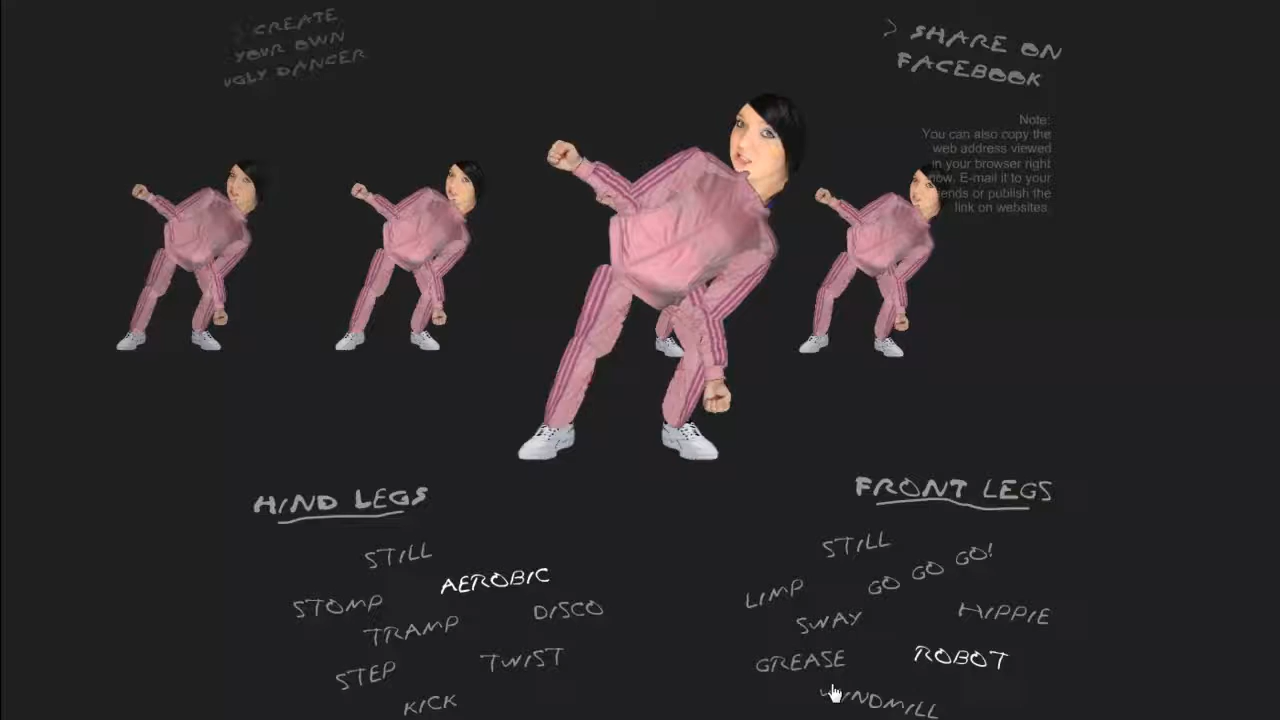 > CREATE
YOUR OWN
UGLY DANCER
> SHARE ON
FACEBOOK
Note:
You can also copy the
web address viewed
in your browser right
now. E-mail it to your
ends or publish the
link on websites.
HIND LEGS
STILL
AEROBIC
STOMP
DISCO
TRAMP
TWIST
STEP
KICK
FRONT LEGS
STILL
GO GO GO!
LIMP
HIPPIE
SWAY
GREASE
ROBOT
WINDMILL